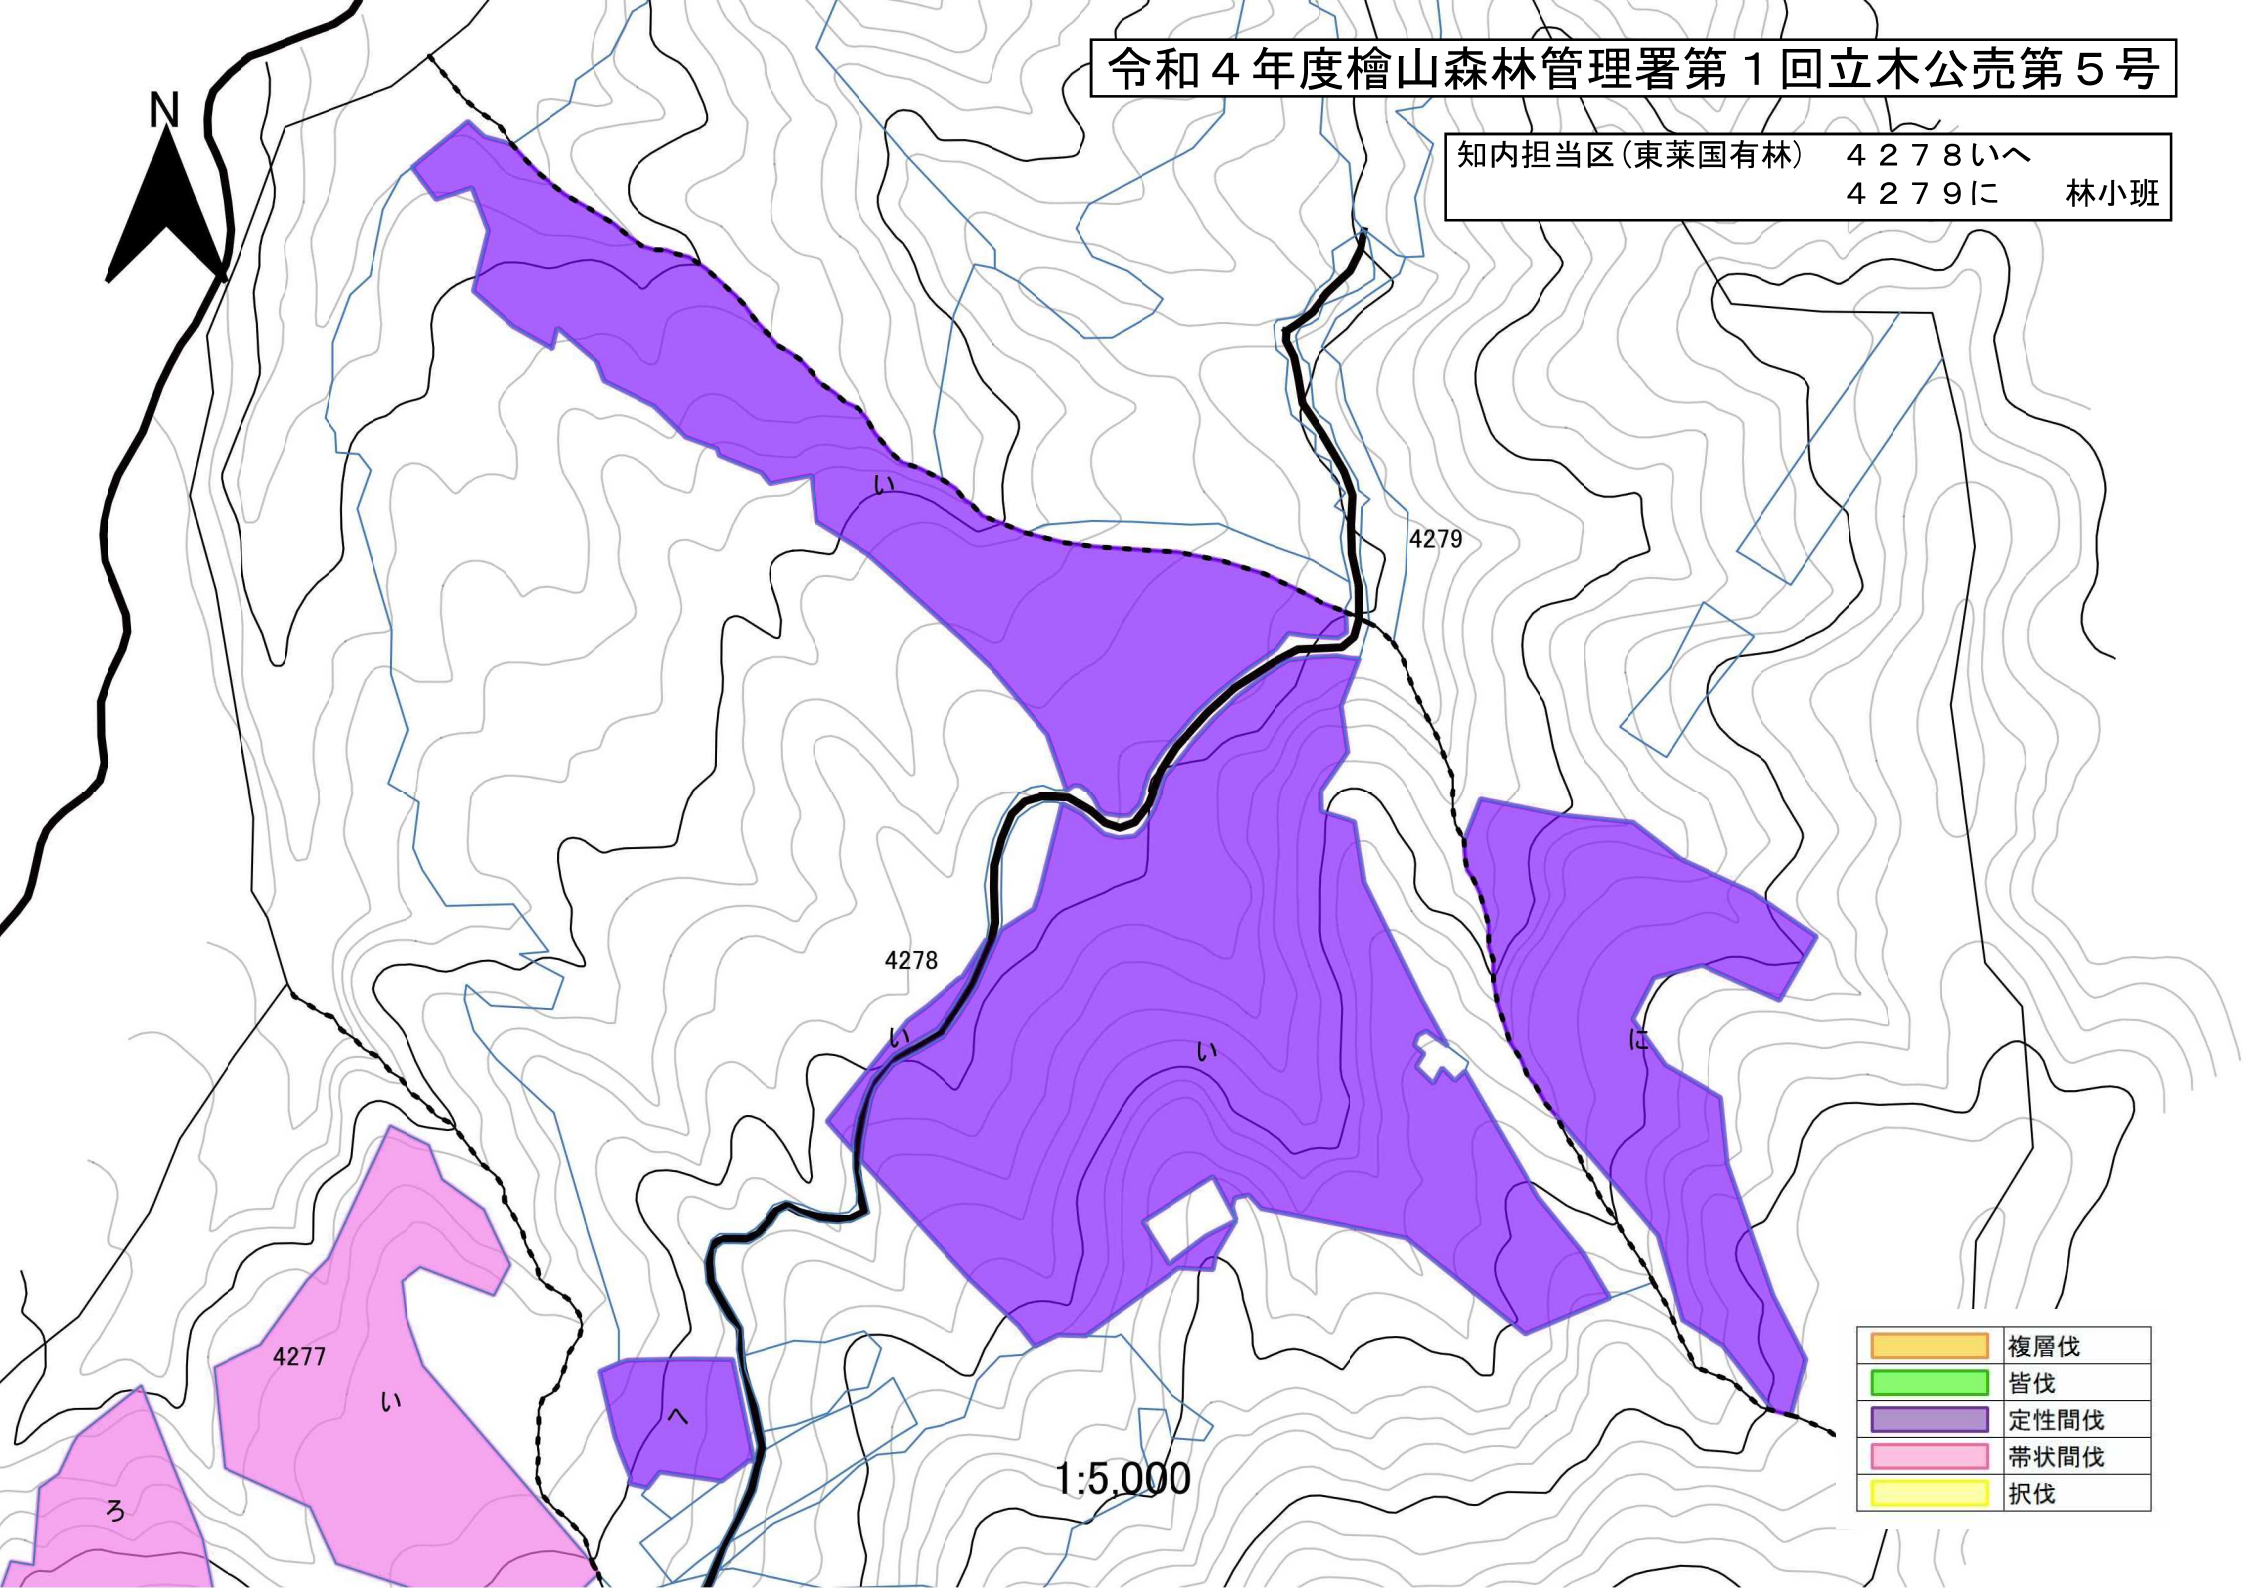 令和４年度檜山森林管理署第１回立木公売第５号
N
知内担当区(東莱国有林)　４２７８いへ
４２７９に　　林小班
い
4279
4278
い
い
に
4277
い
へ
ろ
1:5,000
複層伐
皆伐
定性間伐
帯状間伐
択伐